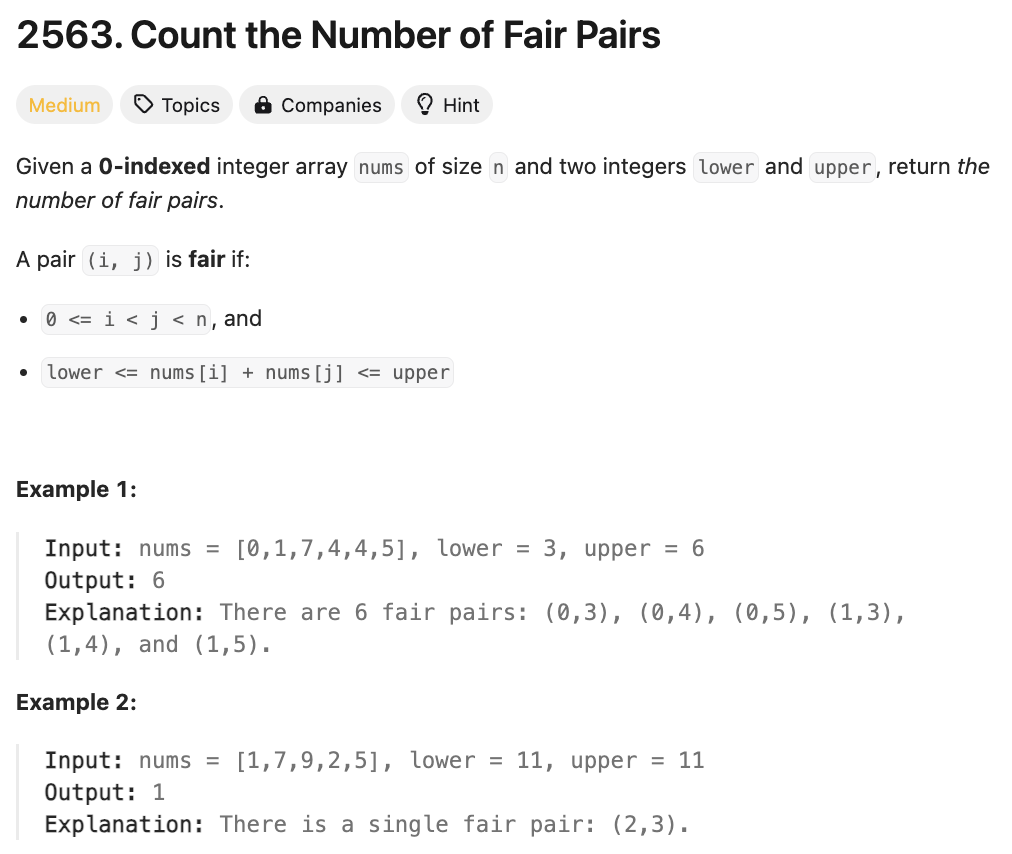 2563. Count the Number of Fair Pairs
Medium Topics Companies Hint
Given a 0-indexed integer array nums of size n and two integers lower and upper, return the
number of fair pairs.
A pair (i, j) is fair if:
• 0 <= i < j < n, and
• lower <= nums[i] + nums[j] <= upper
Example 1:
Input: nums = [0,1,7,4,4,5], lower = 3, upper = 6
Output: 6
Explanation: There are 6 fair pairs: (0,3), (0,4), (0,5), (1,3),
(1,4), and (1,5).
Example 2:
Input: nums = [1,7,9,2,5], lower = 11, upper = 11
Output: 1
Explanation: There is a single fair pair: (2,3).